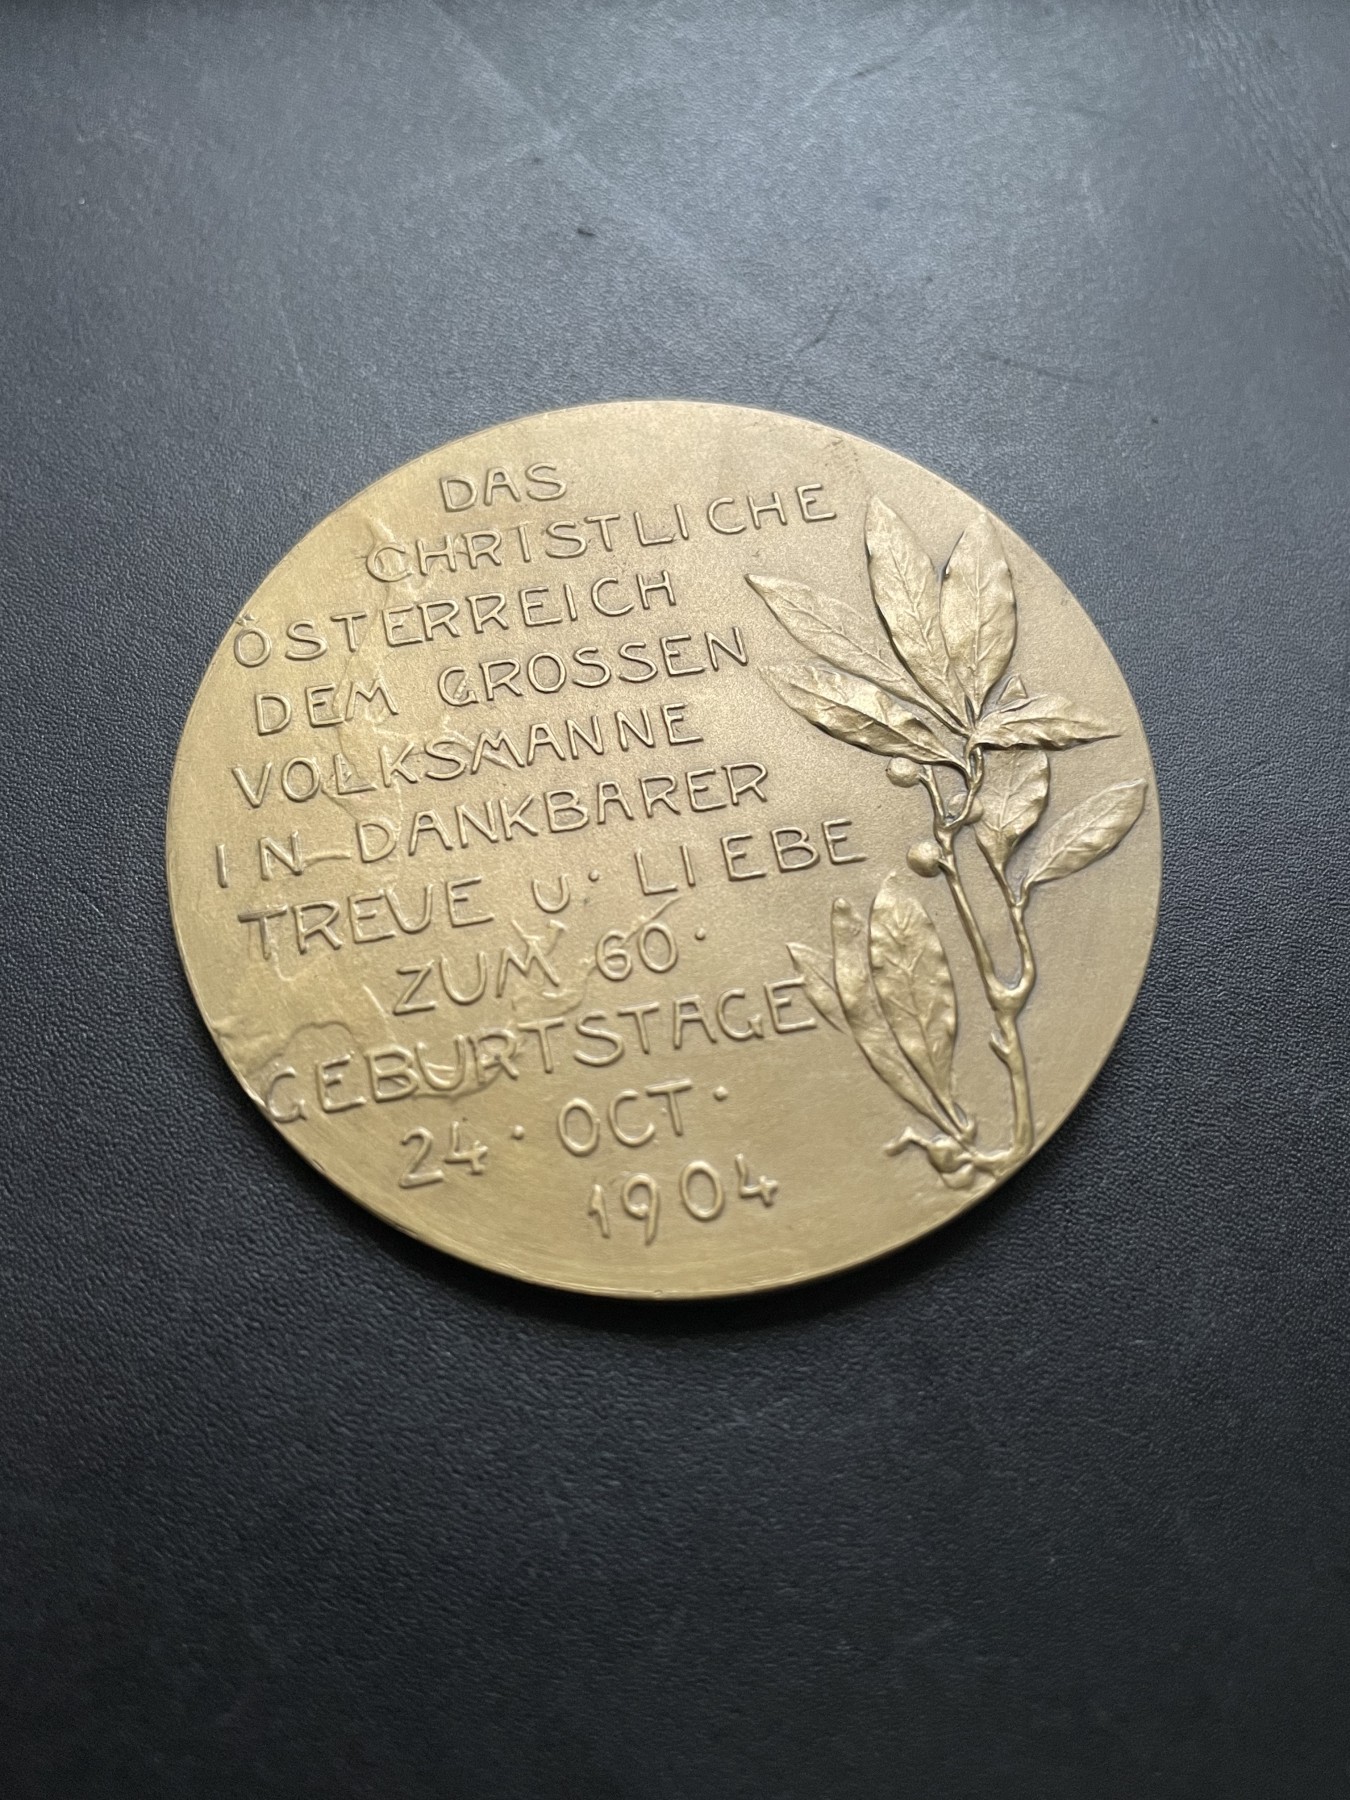 DAS
CHRISTLICHE
ÖSTERREICH
DEM GROSSEN
VOLKSMANNE
IN DANKBARER
TREUE U· LIEBE
ZUM 60·
GEBURTSTAGE
24 · OCT ·
1904